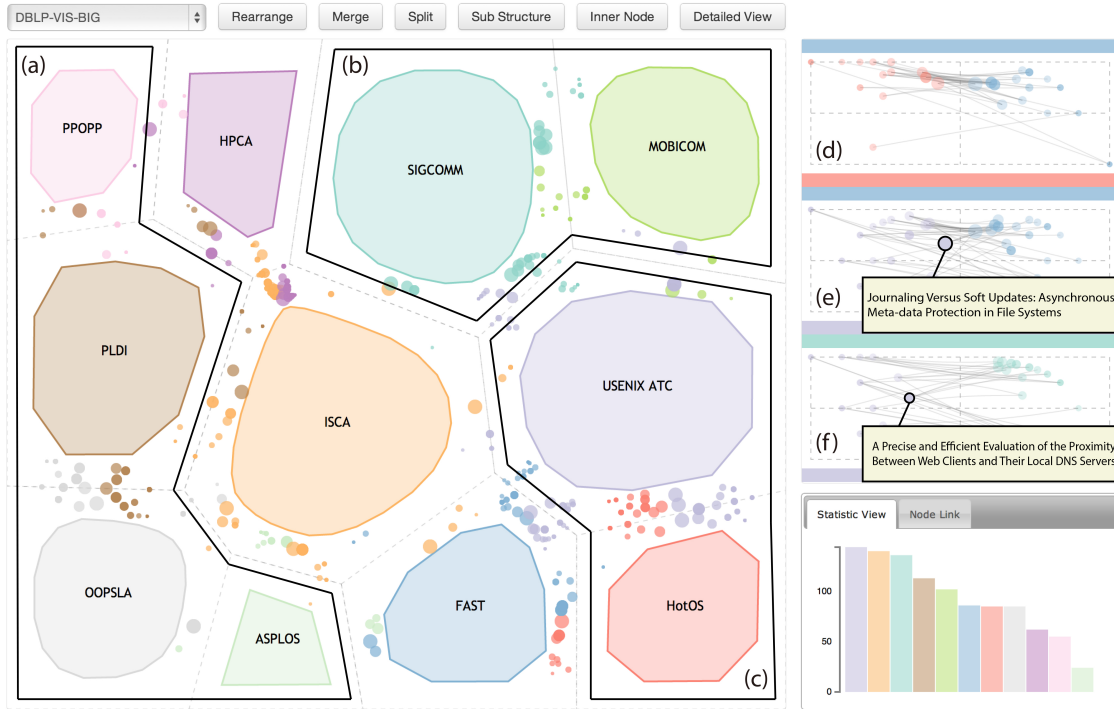 DBLP-VIS-BIG
Rearrange
Merge
Split
Sub Structure
Inner Node
Detailed View
(a)
(b)
PPOPP
HPCA
SIGCOMM
MOBICOM
PLDI
ISCA
USENIX ATC
OOPSLA
ASPLOS
FAST
HotOS
(c)
(d)
(e)
Journaling Versus Soft Updates: Asynchronous
Meta-data Protection in File Systems
(f)
A Precise and Efficient Evaluation of the Proximity
Between Web Clients and Their Local DNS Servers
Statistic View
Node Link
100
50
0